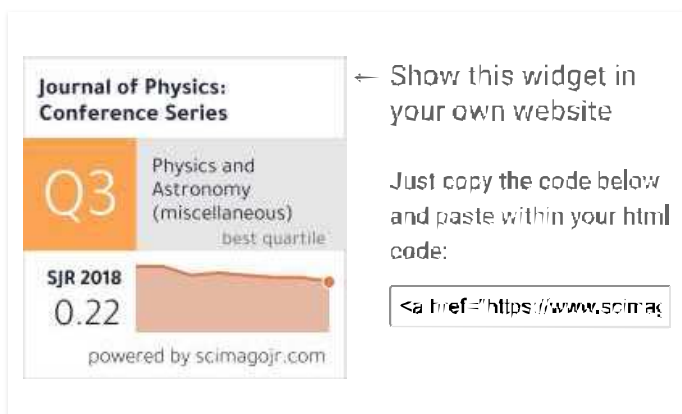 Journal of Physics:
Conference Series
Q3
Physics and
Astronomy
(miscellaneous)
best quartile
SJR 2018
0.22
powered by scimagojr.com
← Show this widget in
your own website
Just copy the code below
and paste within your html
code:
<a href="https://www.scimag